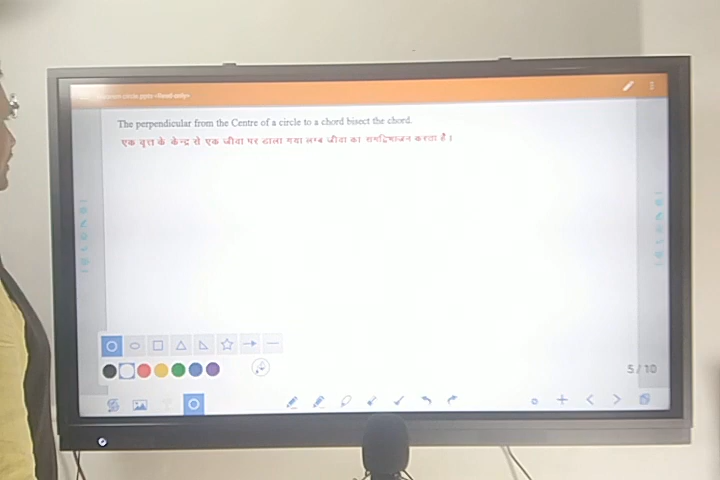 The perpendicular from the Centre of a circle to a chord bisect the chord.
एक वृत्त के केन्द्र से एक जीवा पर डाला गया लम्ब जीवा को समद्विभाजन करता है।
5/10